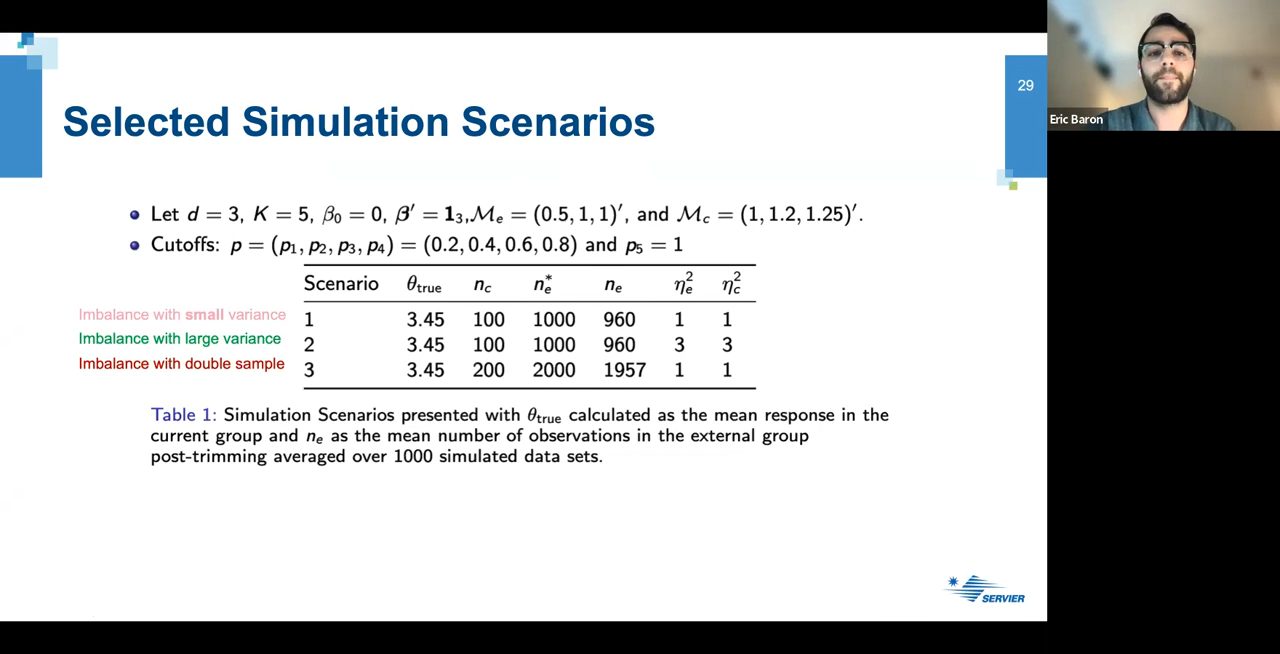 29
Selected Simulation Scenarios
Eric Baron
• Let d = 3, K = 5, β₀ = 0, β′ = 1₃,ℳₑ = (0.5, 1, 1)′, and ℳ_c = (1, 1.2, 1.25)′.
• Cutoffs: p = (p₁, p₂, p₃, p₄) = (0.2, 0.4, 0.6, 0.8) and p₅ = 1
Scenario θ_true n_c n*ₑ nₑ η²ₑ η²_c
Imbalance with small variance 1 3.45 100 1000 960 1 1
Imbalance with large variance 2 3.45 100 1000 960 3 3
Imbalance with double sample 3 3.45 200 2000 1957 1 1
Table 1: Simulation Scenarios presented with θ_true calculated as the mean response in the
current group and nₑ as the mean number of observations in the external group
post-trimming averaged over 1000 simulated data sets.
SERVIER